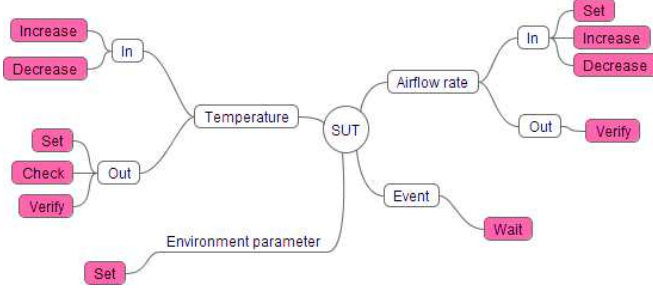 SUT
Temperature
In
Increase
Decrease
Out
Set
Check
Verify
Environment parameter
Set
Airflow rate
In
Set
Increase
Decrease
Out
Verify
Event
Wait